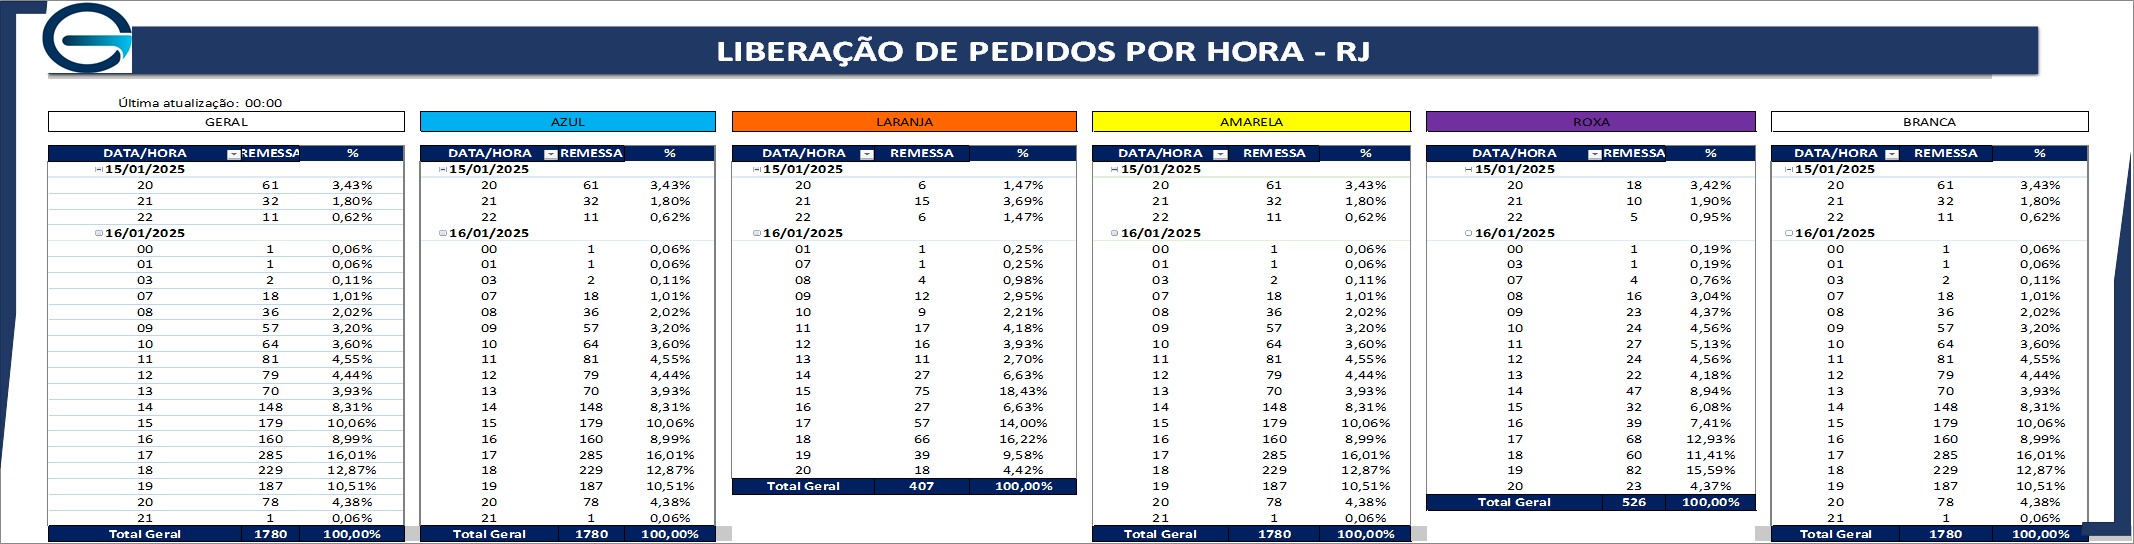 LIBERAÇÃO DE PEDIDOS POR HORA - RJ
Última atualização: 00:00
GERAL AZUL LARANJA AMARELA ROXA BRANCA
DATA/HORA REMESSA % DATA/HORA REMESSA % DATA/HORA REMESSA % DATA/HORA REMESSA % DATA/HORA REMESSA % DATA/HORA REMESSA %
15/01/2025 15/01/2025 15/01/2025 15/01/2025 15/01/2025 15/01/2025
20 61 3,43% 20 61 3,43% 20 6 1,47% 20 61 3,43% 20 18 3,42% 20 61 3,43%
21 32 1,80% 21 32 1,80% 21 15 3,69% 21 32 1,80% 21 10 1,90% 21 32 1,80%
22 11 0,62% 22 11 0,62% 22 6 1,47% 22 11 0,62% 22 5 0,95% 22 11 0,62%
16/01/2025 16/01/2025 16/01/2025 16/01/2025 16/01/2025 16/01/2025
00 1 0,06% 00 1 0,06% 01 1 0,25% 00 1 0,06% 00 1 0,19% 00 1 0,06%
01 1 0,06% 01 1 0,06% 07 1 0,25% 01 1 0,06% 03 1 0,19% 01 1 0,06%
03 2 0,11% 03 2 0,11% 08 4 0,98% 03 2 0,11% 07 4 0,76% 03 2 0,11%
07 18 1,01% 07 18 1,01% 09 12 2,95% 07 18 1,01% 08 16 3,04% 07 18 1,01%
08 36 2,02% 08 36 2,02% 10 9 2,21% 08 36 2,02% 09 23 4,37% 08 36 2,02%
09 57 3,20% 09 57 3,20% 11 17 4,18% 09 57 3,20% 10 24 4,56% 09 57 3,20%
10 64 3,60% 10 64 3,60% 12 16 3,93% 10 64 3,60% 11 27 5,13% 10 64 3,60%
11 81 4,55% 11 81 4,55% 13 11 2,70% 11 81 4,55% 12 24 4,56% 11 81 4,55%
12 79 4,44% 12 79 4,44% 14 27 6,63% 12 79 4,44% 13 22 4,18% 12 79 4,44%
13 70 3,93% 13 70 3,93% 15 75 18,43% 13 70 3,93% 14 47 8,94% 13 70 3,93%
14 148 8,31% 14 148 8,31% 16 27 6,63% 14 148 8,31% 15 32 6,08% 14 148 8,31%
15 179 10,06% 15 179 10,06% 17 57 14,00% 15 179 10,06% 16 39 7,41% 15 179 10,06%
16 160 8,99% 16 160 8,99% 18 66 16,22% 16 160 8,99% 17 68 12,93% 16 160 8,99%
17 285 16,01% 17 285 16,01% 19 39 9,58% 17 285 16,01% 18 60 11,41% 17 285 16,01%
18 229 12,87% 18 229 12,87% 20 18 4,42% 18 229 12,87% 19 82 15,59% 18 229 12,87%
19 187 10,51% 19 187 10,51% Total Geral 407 100,00% 19 187 10,51% 20 23 4,37% 19 187 10,51%
20 78 4,38% 20 78 4,38% 20 78 4,38% Total Geral 526 100,00% 20 78 4,38%
21 1 0,06% 21 1 0,06% 21 1 0,06% 21 1 0,06%
Total Geral 1780 100,00% Total Geral 1780 100,00% Total Geral 1780 100,00% Total Geral 1780 100,00%